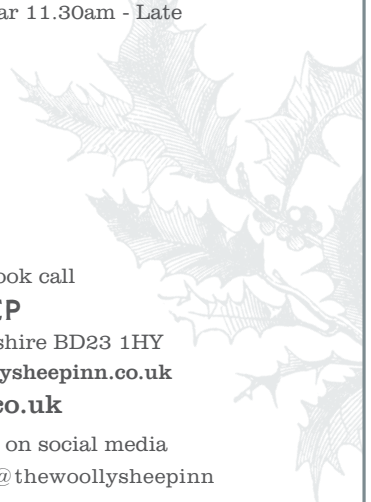 ar 11.30am - Late
ook call
EP
shire BD23 1HY
ysheepinn.co.uk
co.uk
on social media
@thewoollysheepinn